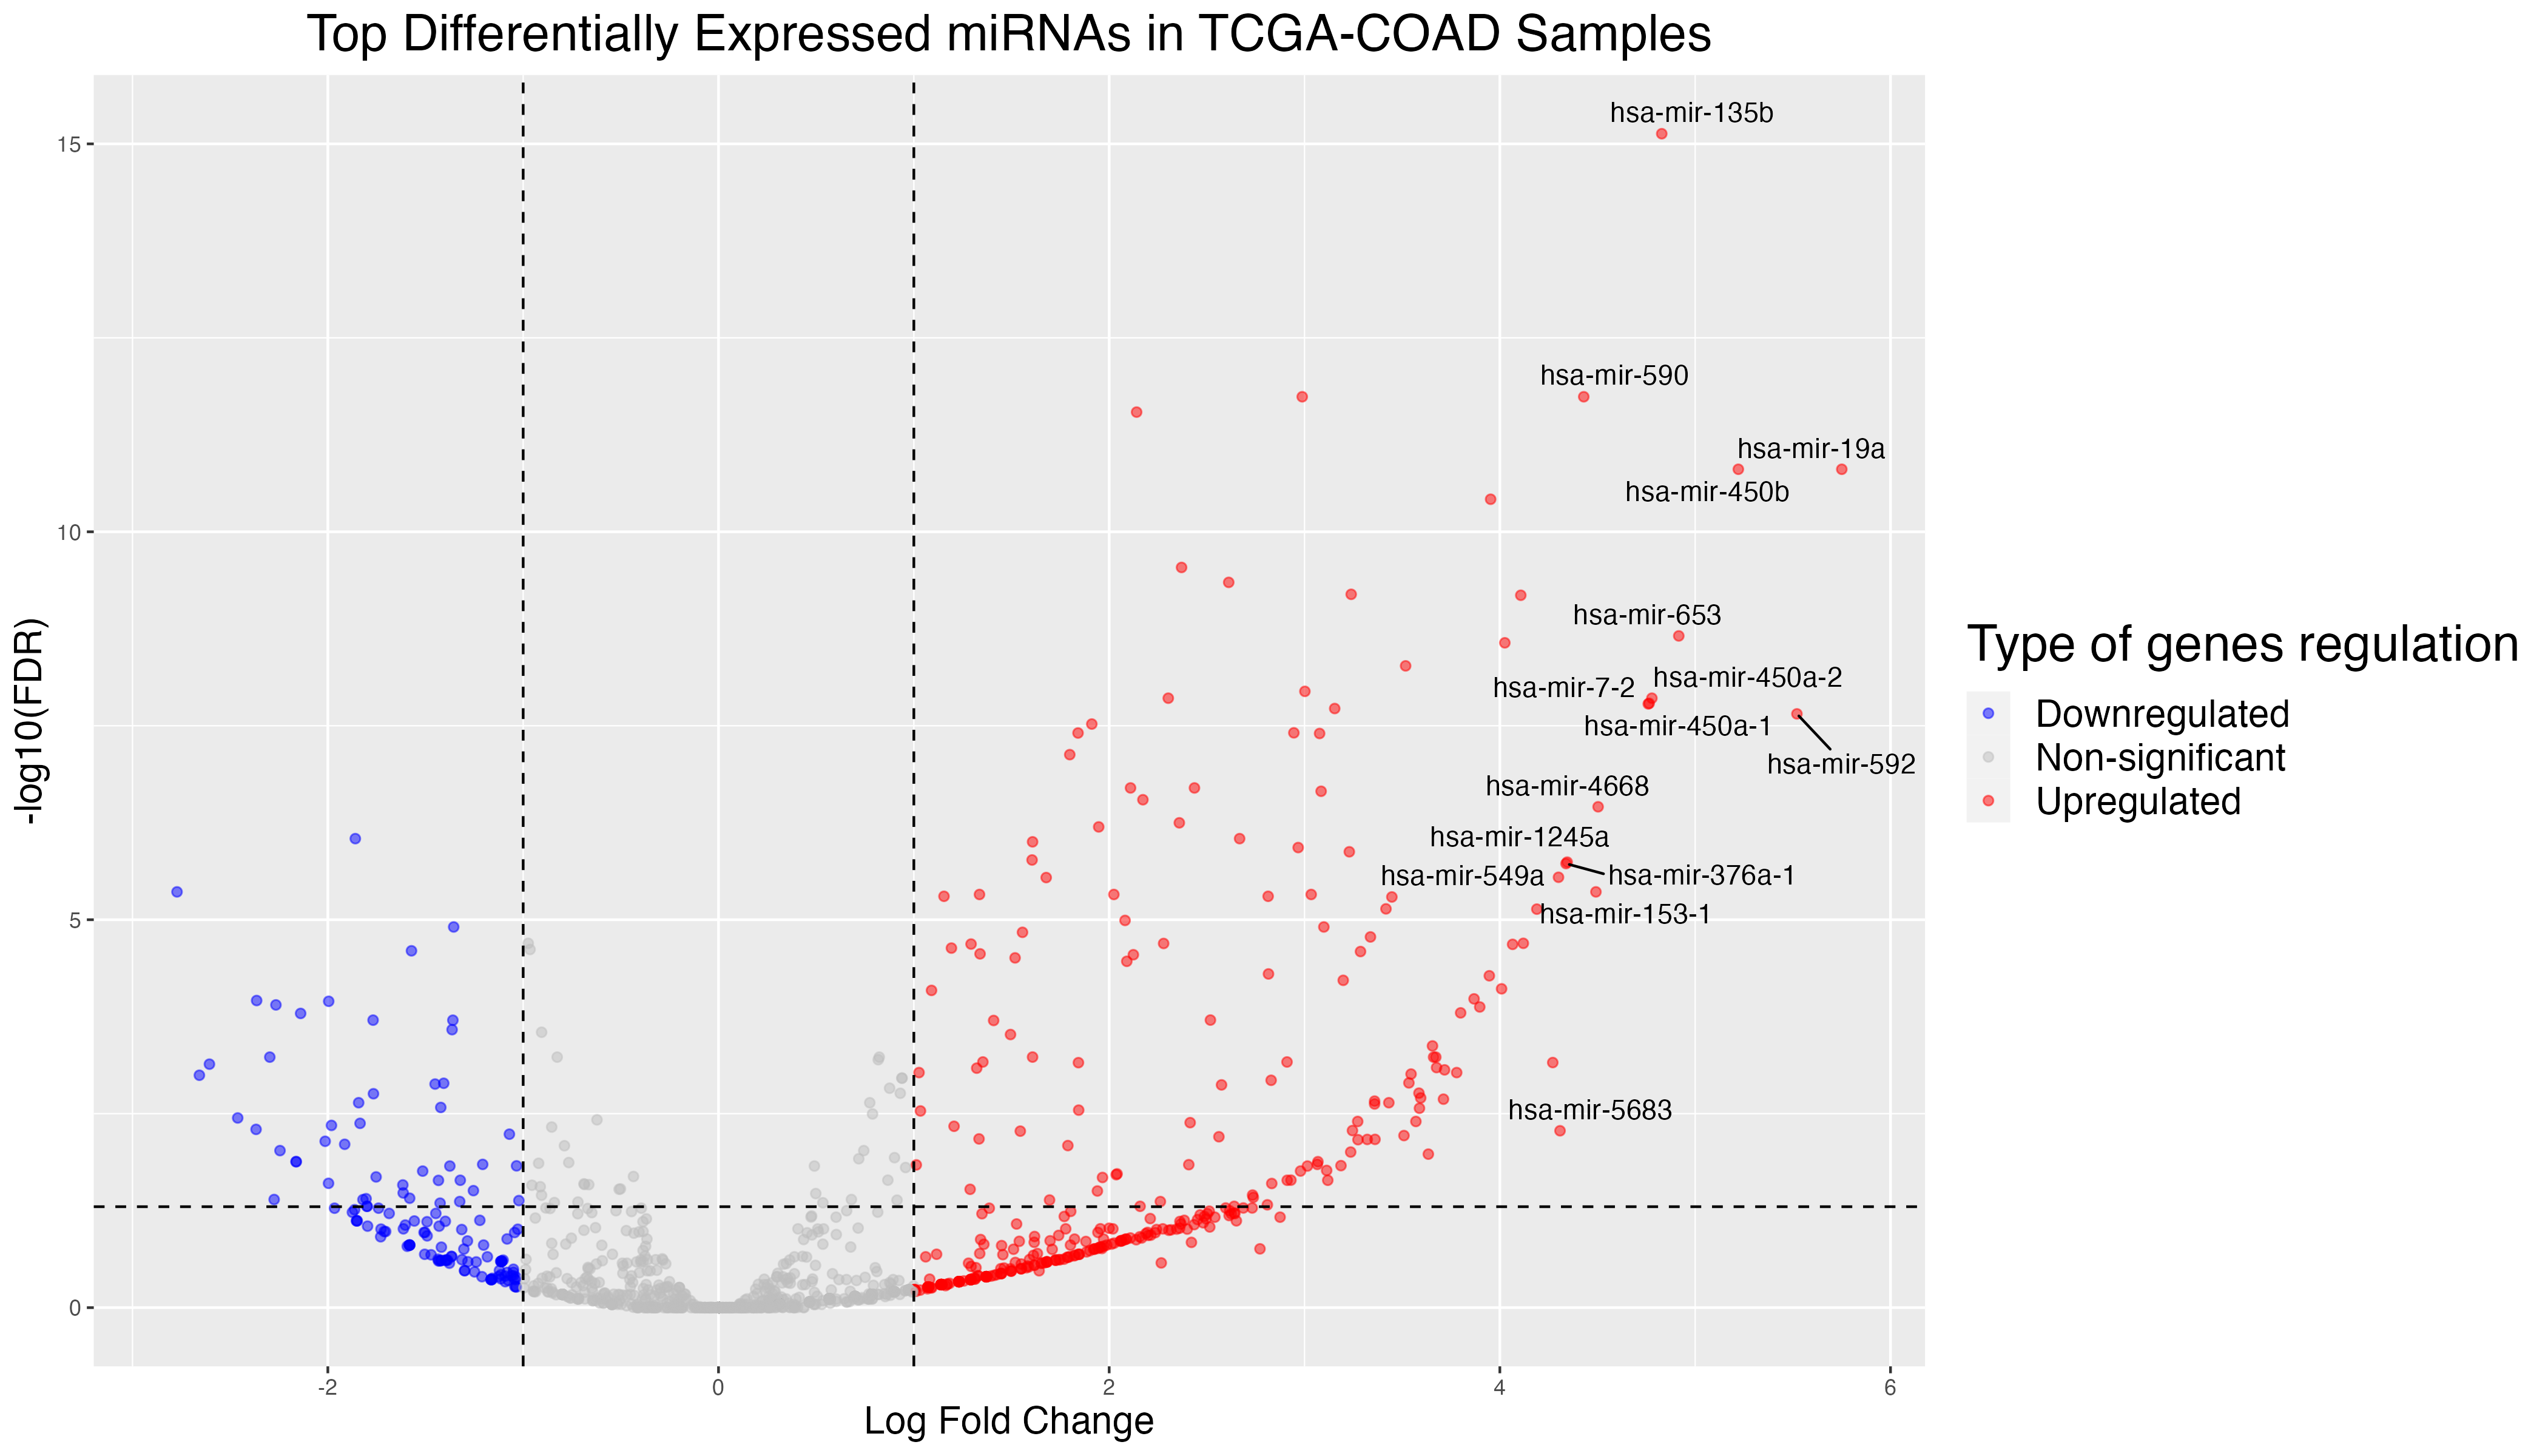 Top Differentially Expressed miRNAs in TCGA-COAD Samples
-log10(FDR)
15
10
5
0
hsa-mir-135b
hsa-mir-590
hsa-mir-19a
hsa-mir-450b
hsa-mir-653
hsa-mir-450a-2
hsa-mir-7-2
hsa-mir-450a-1
hsa-mir-592
hsa-mir-4668
hsa-mir-1245a
hsa-mir-549a
hsa-mir-376a-1
hsa-mir-153-1
hsa-mir-5683
-2
0
2
4
6
Log Fold Change
Type of genes regulation
Downregulated
Non-significant
Upregulated